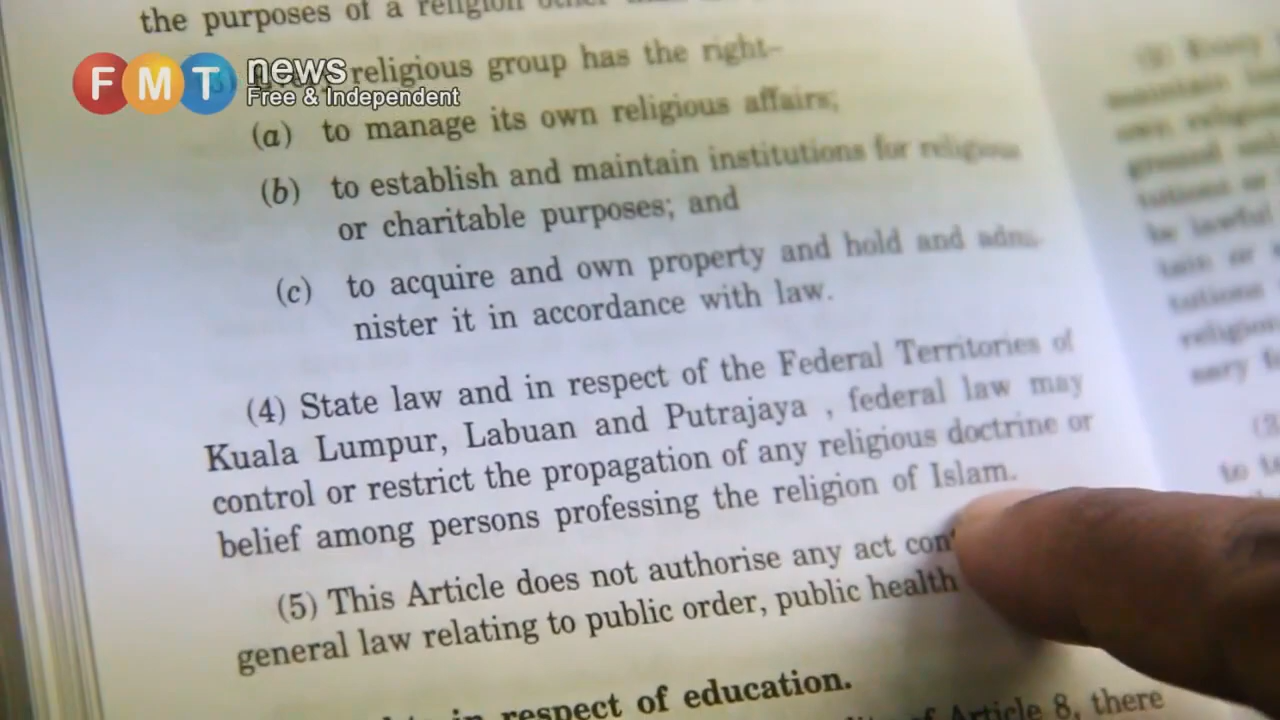 the purposes of a religion other
FMT news
Free & Independent
religious group has the right–
(a) to manage its own religious affairs;
(b) to establish and maintain institutions for religious
or charitable purposes; and
(c) to acquire and own property and hold and admi-
nister it in accordance with law.
(4) State law and in respect of the Federal Territories of
Kuala Lumpur, Labuan and Putrajaya , federal law may
control or restrict the propagation of any religious doctrine or
belief among persons professing the religion of Islam.
(5) This Article does not authorise any act
general law relating to public order, public health
in respect of education.
of Article 8, there